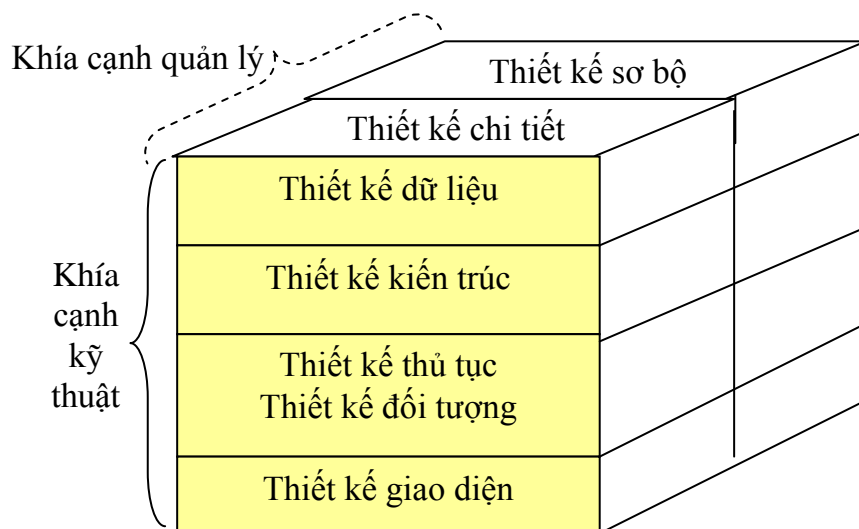 Khía cạnh quản lý
Thiết kế sơ bộ
Thiết kế chi tiết
Thiết kế dữ liệu
Thiết kế kiến trúc
Khía
cạnh
kỹ
thuật
Thiết kế thủ tục
Thiết kế đối tượng
Thiết kế giao diện